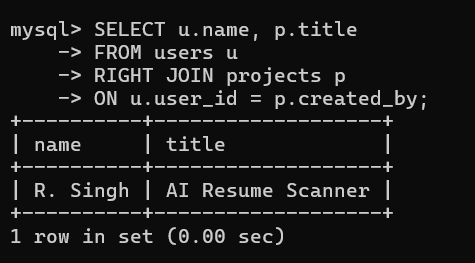 mysql> SELECT u.name, p.title
    -> FROM users u
    -> RIGHT JOIN projects p
    -> ON u.user_id = p.created_by;
+----------+-------------------+
| name     | title             |
+----------+-------------------+
| R. Singh | AI Resume Scanner |
+----------+-------------------+
1 row in set (0.00 sec)